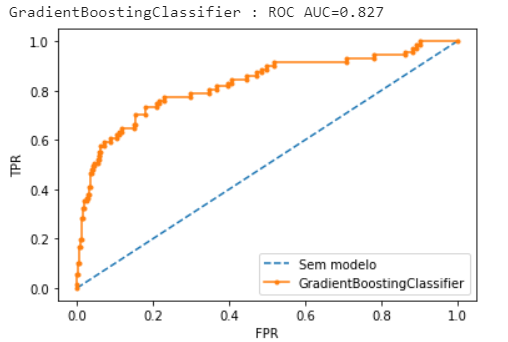 GradientBoostingClassifier : ROC AUC=0.827
1.0
0.8
0.6
0.4
0.2
0.0
TPR
0.0 0.2 0.4 0.6 0.8 1.0
FPR
Sem modelo
GradientBoostingClassifier